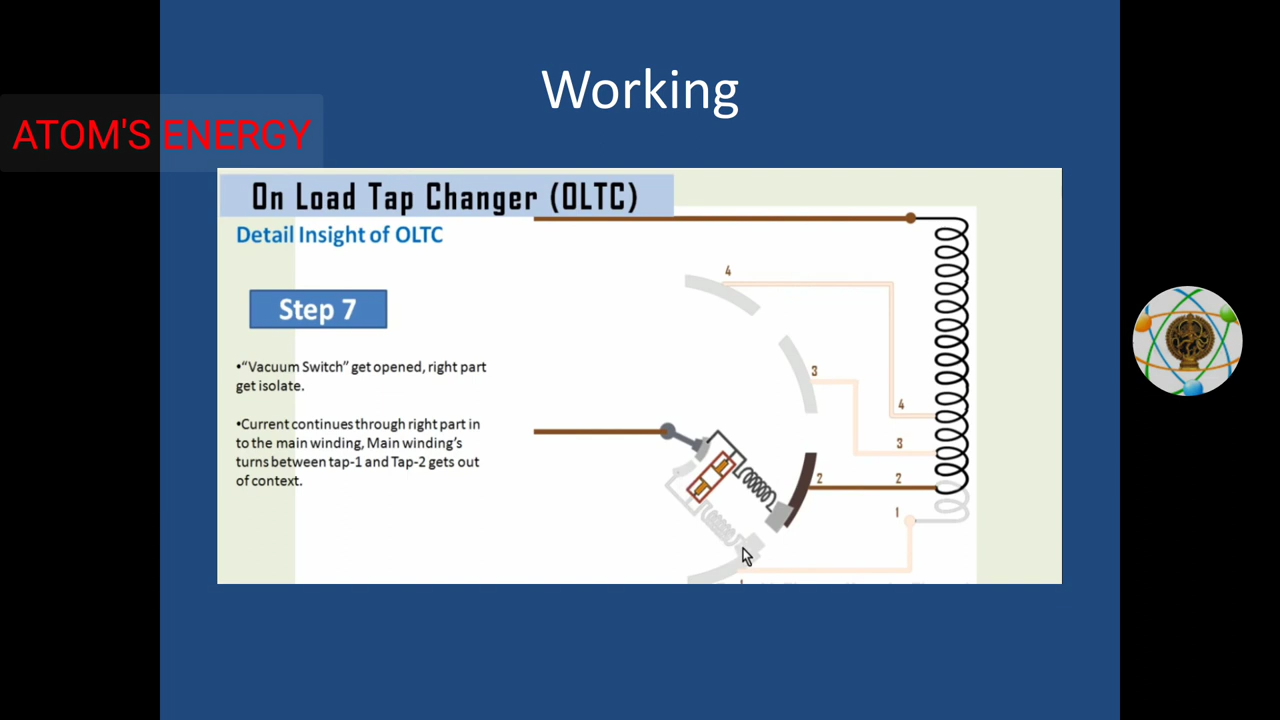 Working
ATOM'S ENERGY
On Load Tap Changer (OLTC)
Detail Insight of OLTC
Step 7
•“Vacuum Switch” get opened, right part
get isolate.
•Current continues through right part in
to the main winding, Main winding’s
turns between tap-1 and Tap-2 gets out
of context.
4
3
4
3
2
2
1